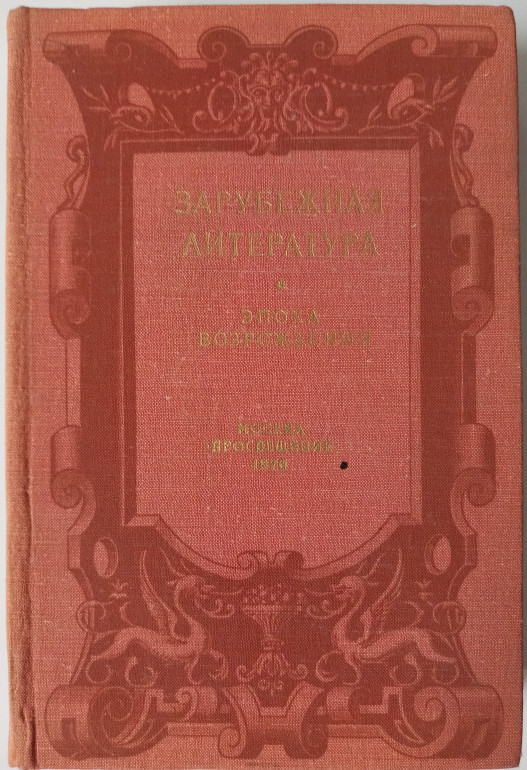 ЗАРУБЕЖНАЯ
ЛИТЕРАТУРА
ЭПОХА
ВОЗРОЖДЕНИЯ
МОСКВА
«ПРОСВЕЩЕНИЕ»